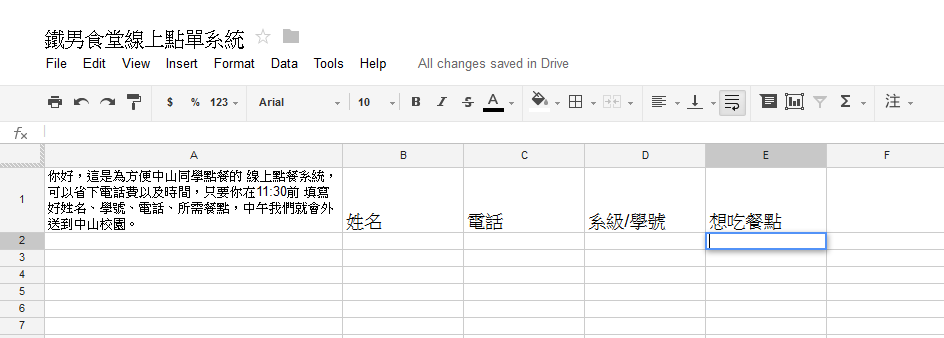 鐵男食堂線上點單系統
File Edit View Insert Format Data Tools Help All changes saved in Drive
$ % 123 Arial 10 B I S A Σ 注
fx
A B C D E F
1
你好，這是為方便中山同學點餐的 線上點餐系統，
可以省下電話費以及時間，只要你在11:30前 填寫
好姓名、學號、電話、所需餐點，中午我們就會外
送到中山校園。
姓名 電話 系級/學號 想吃餐點
2
3
4
5
6
7